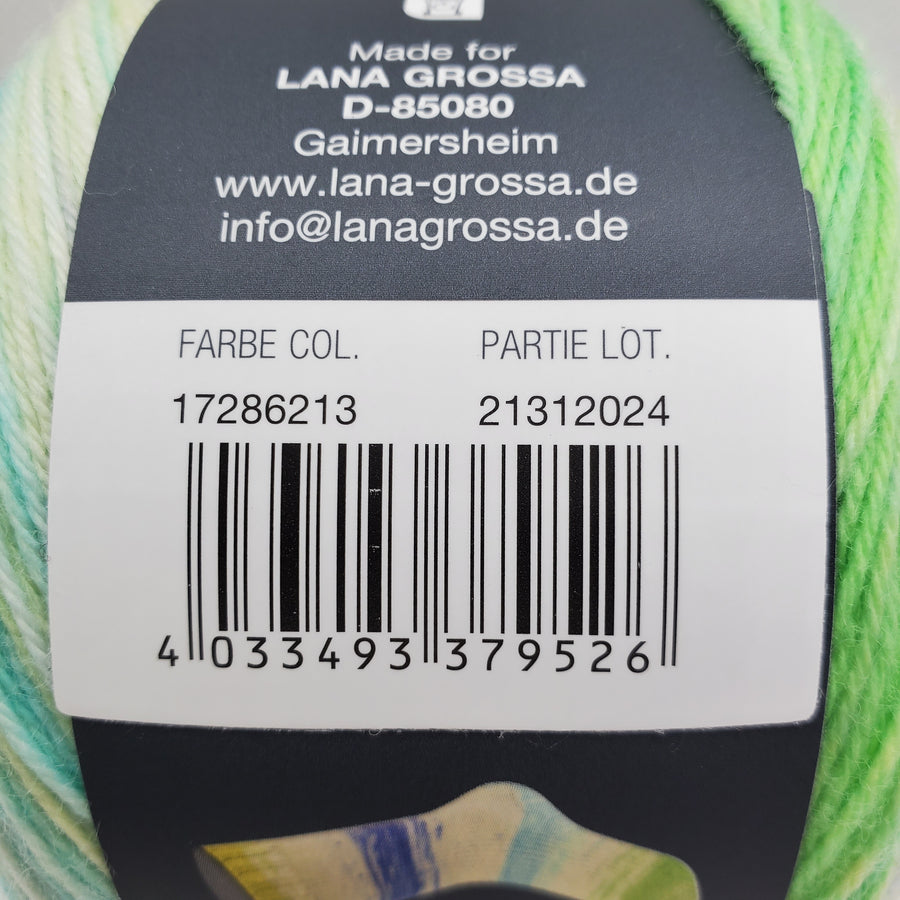 Made for
LANA GROSSA
D-85080
Gaimersheim
www.lana-grossa.de
info@lanagrossa.de
FARBE COL. PARTIE LOT.
17286213 21312024
4 033493 379526